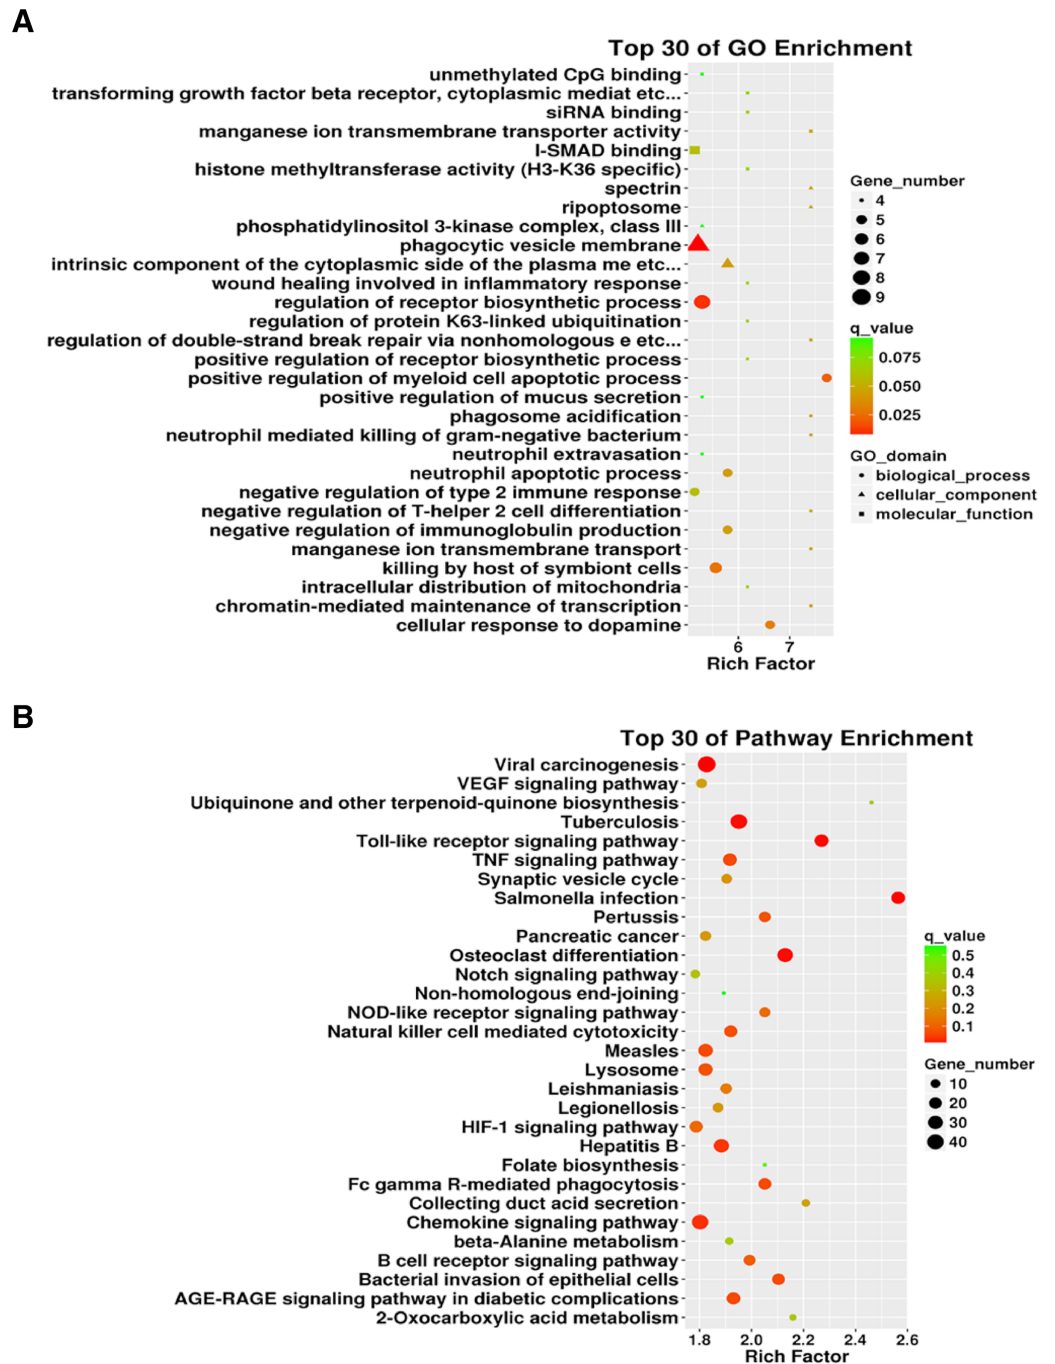 A
Top 30 of GO Enrichment
unmethylated CpG binding
transforming growth factor beta receptor, cytoplasmic mediat etc...
siRNA binding
manganese ion transmembrane transporter activity
I-SMAD binding
histone methyltransferase activity (H3-K36 specific)
spectrin
ripoptosome
phosphatidylinositol 3-kinase complex, class III
phagocytic vesicle membrane
intrinsic component of the cytoplasmic side of the plasma me etc...
wound healing involved in inflammatory response
regulation of receptor biosynthetic process
regulation of protein K63-linked ubiquitination
regulation of double-strand break repair via nonhomologous e etc...
positive regulation of receptor biosynthetic process
positive regulation of myeloid cell apoptotic process
positive regulation of mucus secretion
phagosome acidification
neutrophil mediated killing of gram-negative bacterium
neutrophil extravasation
neutrophil apoptotic process
negative regulation of type 2 immune response
negative regulation of T-helper 2 cell differentiation
negative regulation of immunoglobulin production
manganese ion transmembrane transport
killing by host of symbiont cells
intracellular distribution of mitochondria
chromatin-mediated maintenance of transcription
cellular response to dopamine
6 7
Rich Factor
Gene_number
4
5
6
7
8
9
q_value
0.075
0.050
0.025
GO_domain
biological_process
cellular_component
molecular_function
B
Top 30 of Pathway Enrichment
Viral carcinogenesis
VEGF signaling pathway
Ubiquinone and other terpenoid-quinone biosynthesis
Tuberculosis
Toll-like receptor signaling pathway
TNF signaling pathway
Synaptic vesicle cycle
Salmonella infection
Pertussis
Pancreatic cancer
Osteoclast differentiation
Notch signaling pathway
Non-homologous end-joining
NOD-like receptor signaling pathway
Natural killer cell mediated cytotoxicity
Measles
Lysosome
Leishmaniasis
Legionellosis
HIF-1 signaling pathway
Hepatitis B
Folate biosynthesis
Fc gamma R-mediated phagocytosis
Collecting duct acid secretion
Chemokine signaling pathway
beta-Alanine metabolism
B cell receptor signaling pathway
Bacterial invasion of epithelial cells
AGE-RAGE signaling pathway in diabetic complications
2-Oxocarboxylic acid metabolism
1.8 2.0 2.2 2.4 2.6
Rich Factor
q_value
0.5
0.4
0.3
0.2
0.1
Gene_number
10
20
30
40